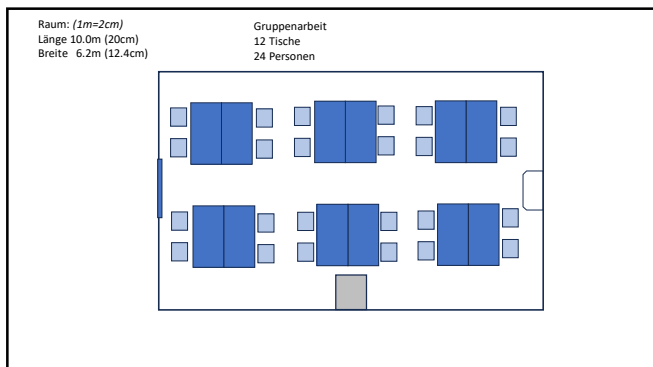 Raum: (1m=2cm)
Länge 10.0m (20cm)
Breite 6.2m (12.4cm)
Gruppenarbeit
12 Tische
24 Personen